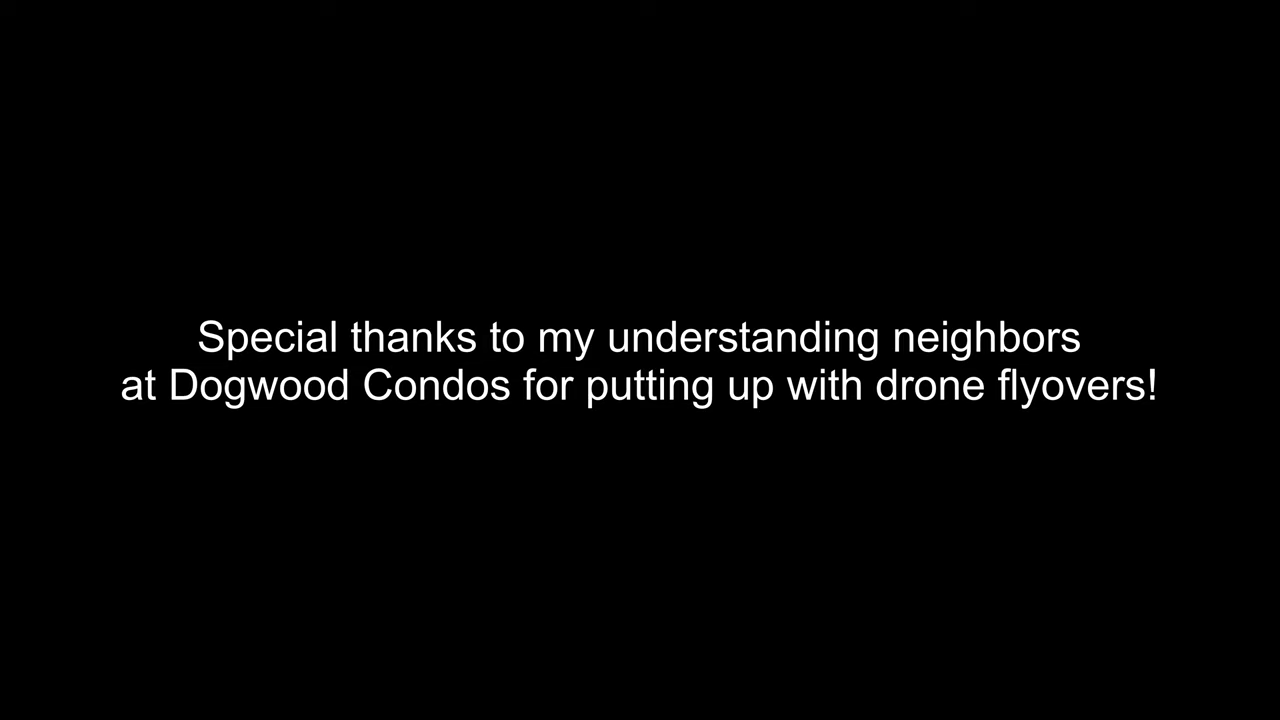 Special thanks to my understanding neighbors
at Dogwood Condos for putting up with drone flyovers!